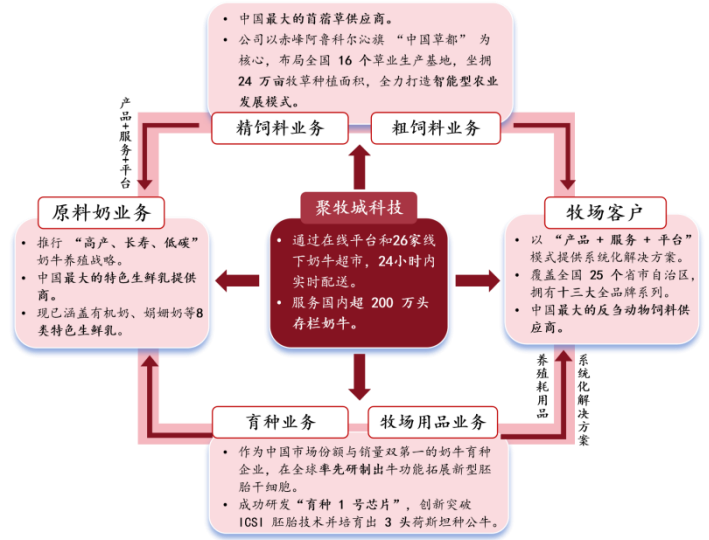 • 中国最大的苜蓿草供应商。
• 公司以赤峰阿鲁科尔沁旗 “中国草都” 为
核心，布局全国 16 个草业生产基地，坐拥
24 万亩牧草种植面积，全力打造智能型农业
发展模式。
精饲料业务
粗饲料业务
产品+服务+平台
原料奶业务
• 推行 “高产、长寿、低碳”
奶牛养殖战略。
• 中国最大的特色生鲜乳提供
商。
• 现已涵盖有机奶、娟姗奶等8
类特色生鲜乳。
聚牧城科技
• 通过在线平台和26家线
下奶牛超市，24小时内
实时配送。
• 服务国内超 200 万头
存栏奶牛。
牧场客户
• 以 “产品 + 服务 + 平台”
模式提供系统化解决方案。
• 覆盖全国 25 个省市自治区，
拥有十三大全品牌系列。
• 中国最大的反刍动物饲料供
应商。
养殖耗用品
系统化解决方案
育种业务
牧场用品业务
• 作为中国市场份额与销量双第一的奶牛育种
企业，在全球率先研制出牛功能拓展新型胚
胎干细胞。
• 成功研发“育种 1 号芯片”，创新突破
ICSI 胚胎技术并培育出 3 头荷斯坦种公牛。